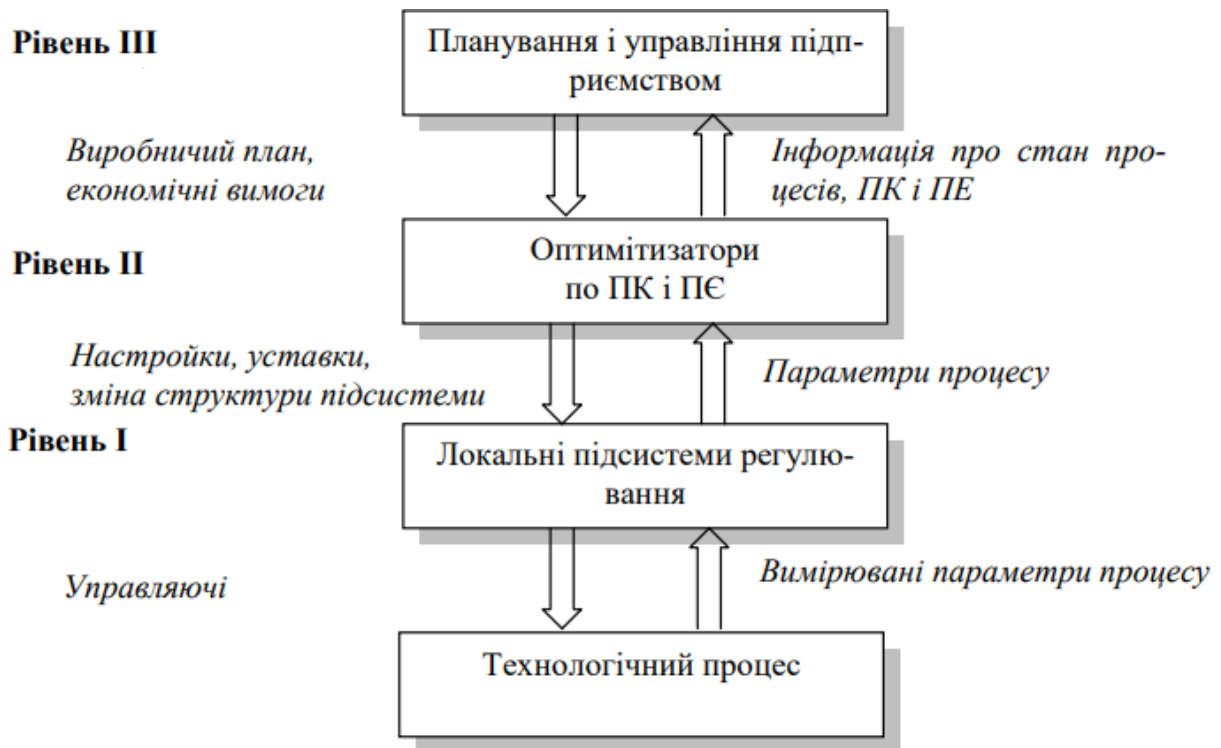 Рівень III
Планування і управління підп-
риємством
Виробничий план,
економічні вимоги
Інформація про стан про-
цесів, ПК і ПЕ
Рівень II
Оптимітизатори
по ПК і ПЄ
Настройки, уставки,
зміна структури підсистеми
Параметри процесу
Рівень I
Локальні підсистеми регулю-
вання
Управляючі
Вимірювані параметри процесу
Технологічний процес